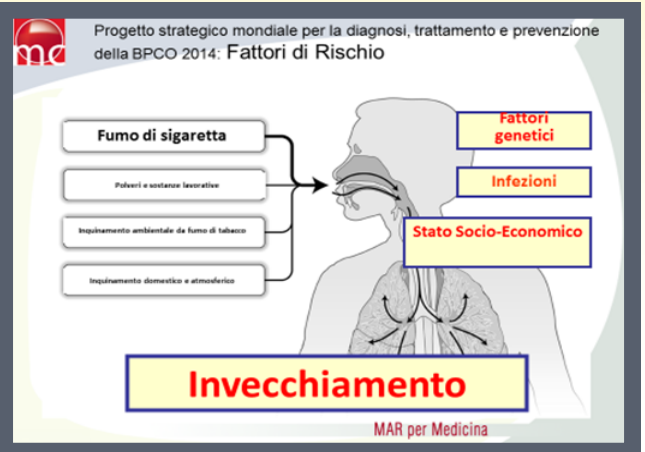 me
Progetto strategico mondiale per la diagnosi, trattamento e prevenzione
della BPCO 2014: Fattori di Rischio
Fumo di sigaretta
Polveri e sostanze lavorative
Inquinamento ambientale da fumo di tabacco
Inquinamento domestico e atmosferico
Fattori
genetici
Infezioni
Stato Socio-Economico
Invecchiamento
MAR per Medicina